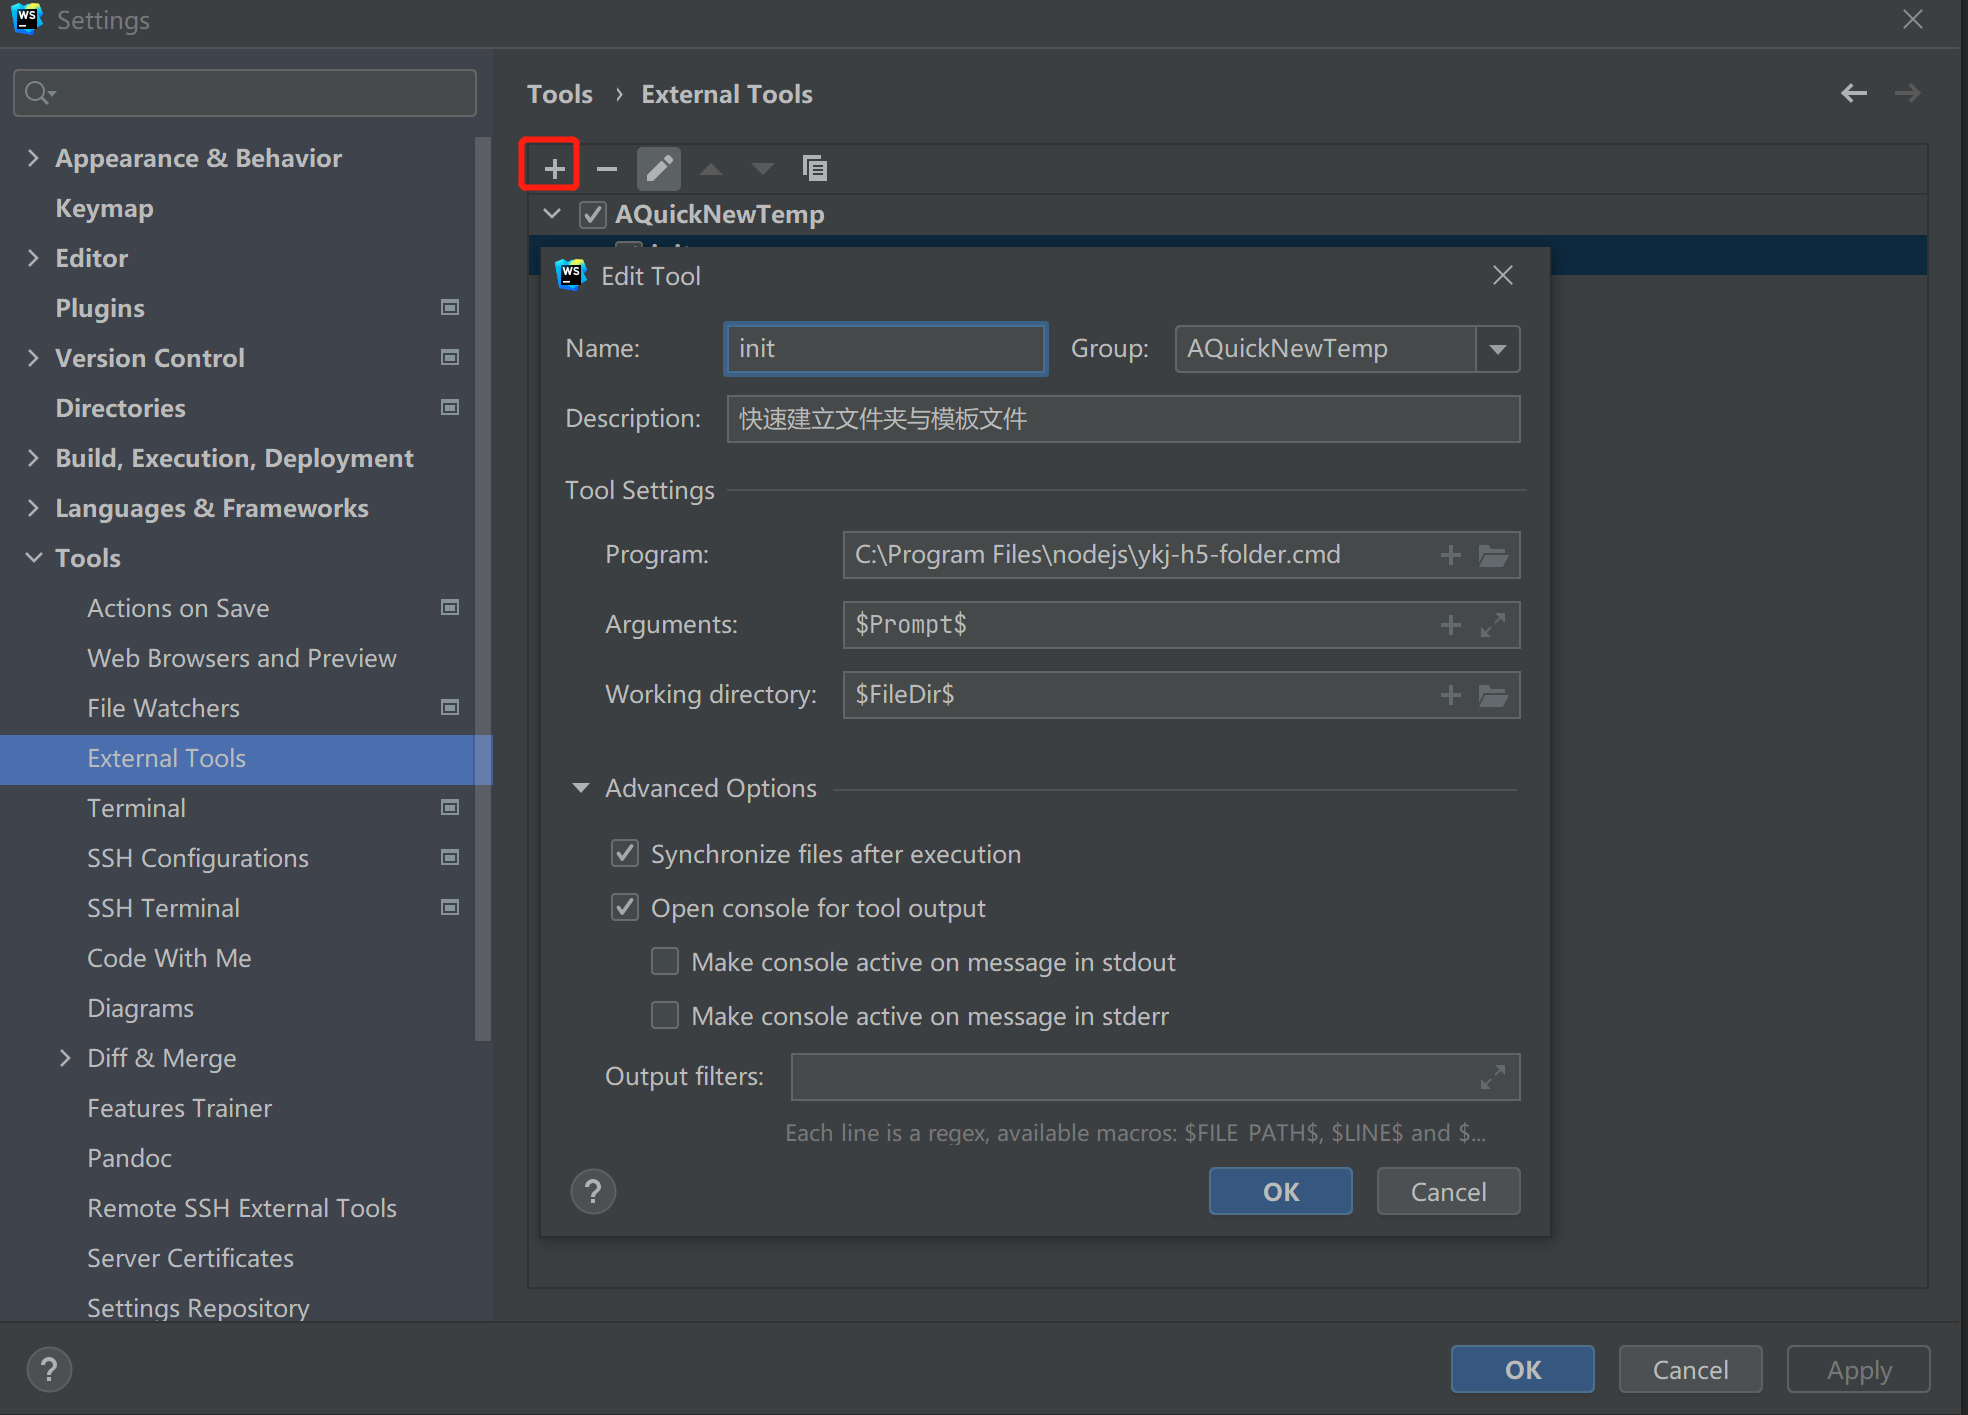 WS Settings
Tools › External Tools
Appearance & Behavior
Keymap
Editor
Plugins
Version Control
Directories
Build, Execution, Deployment
Languages & Frameworks
Tools
Actions on Save
Web Browsers and Preview
File Watchers
External Tools
Terminal
SSH Configurations
SSH Terminal
Code With Me
Diagrams
Diff & Merge
Features Trainer
Pandoc
Remote SSH External Tools
Server Certificates
Settings Repository
AQuickNewTemp
WS Edit Tool
Name: init Group: AQuickNewTemp
Description: 快速建立文件夹与模板文件
Tool Settings
Program: C:\Program Files\nodejs\ykj-h5-folder.cmd
Arguments: $Prompt$
Working directory: $FileDir$
Advanced Options
Synchronize files after execution
Open console for tool output
Make console active on message in stdout
Make console active on message in stderr
Output filters:
Each line is a regex, available macros: $FILE_PATH$, $LINE$ and $...
? OK Cancel
? OK Cancel Apply